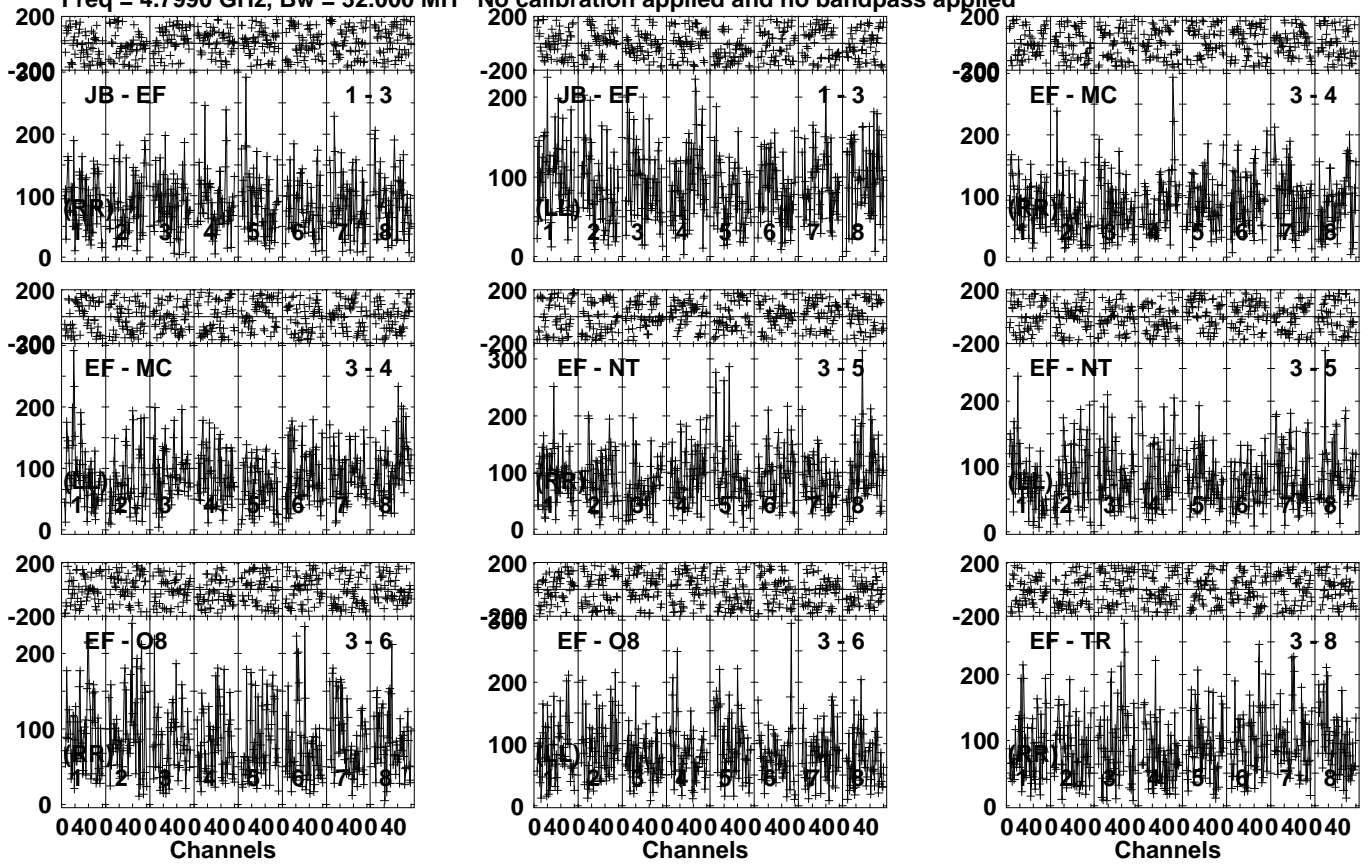 Freq = 4.7990 GHz, Bw = 32.000 MH No calibration applied and no bandpass applied
200 200 200
-200 -200 -200
300 300
JB - EF 1 - 3 JB - EF 1 - 3 EF - MC 3 - 4
200 200 200
100 100 100
(RR) (LL) (RR)
1 2 3 4 5 6 7 8 1 2 3 4 5 6 7 8 1 2 3 4 5 6 7 8
0 0 0
200 200 200
-200 -200 -200
300 300
EF - MC 3 - 4 EF - NT 3 - 5 EF - NT 3 - 5
200 200 200
100 100 100
(LL) (RR) (LL)
1 2 3 4 5 6 7 8 1 2 3 4 5 6 7 8 1 2 3 4 5 6 7 8
0 0 0
200 200 200
-200 -200 -200
300
EF - O8 3 - 6 EF - O8 3 - 6 EF - TR 3 - 8
200 200 200
100 100 100
(RR) (LL) (RR)
1 2 3 4 5 6 7 8 1 2 3 4 5 6 7 8 1 2 3 4 5 6 7 8
0 0 0
0 40 0 40 0 40 0 40 0 40 0 40 0 40 0 40 0 40 0 40 0 40 0 40 0 40 0 40 0 40 0 40 0 40 0 40 0 40 0 40 0 40 0 40 0 40 0 40
Channels Channels Channels